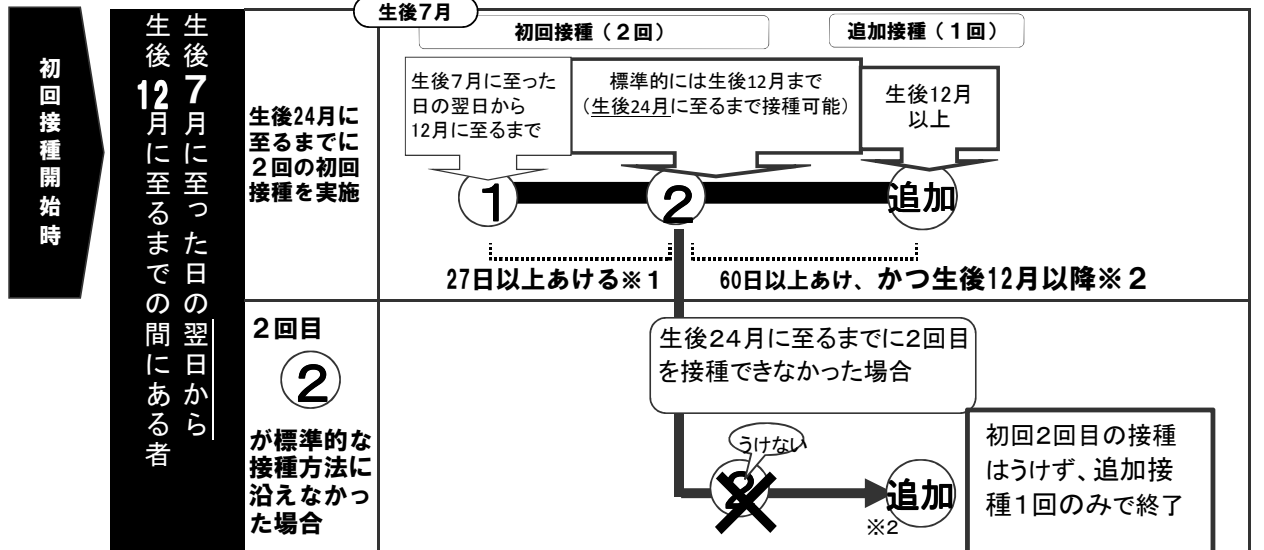 初回接種開始時
生後7月に至った日の翌日から
生後12月に至るまでの間にある者
生後24月に
至るまでに
2回の初回
接種を実施
生後7月
初回接種（2回）
追加接種（1回）
生後7月に至った
日の翌日から
12月に至るまで
標準的には生後12月まで
（生後24月に至るまで接種可能）
生後12月
以上
1
2
追加
27日以上あける※1
60日以上あけ、かつ生後12月以降※2
2回目
2
が標準的な
接種方法に
沿えなかっ
た場合
生後24月に至るまでに2回目
を接種できなかった場合
うけない
2
追加
※2
初回2回目の接種
はうけず、追加接
種1回のみで終了